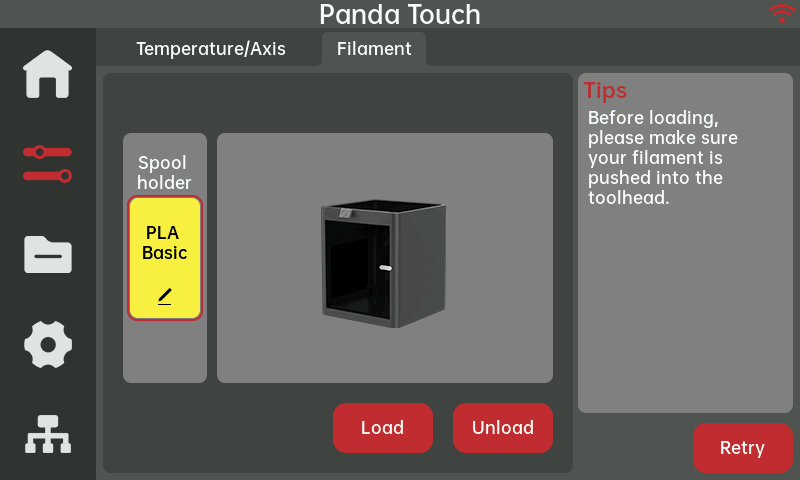 Panda Touch
Temperature/Axis
Filament
Spool
holder
PLA
Basic
Load
Unload
Tips
Before loading,
please make sure
your filament is
pushed into the
toolhead.
Retry